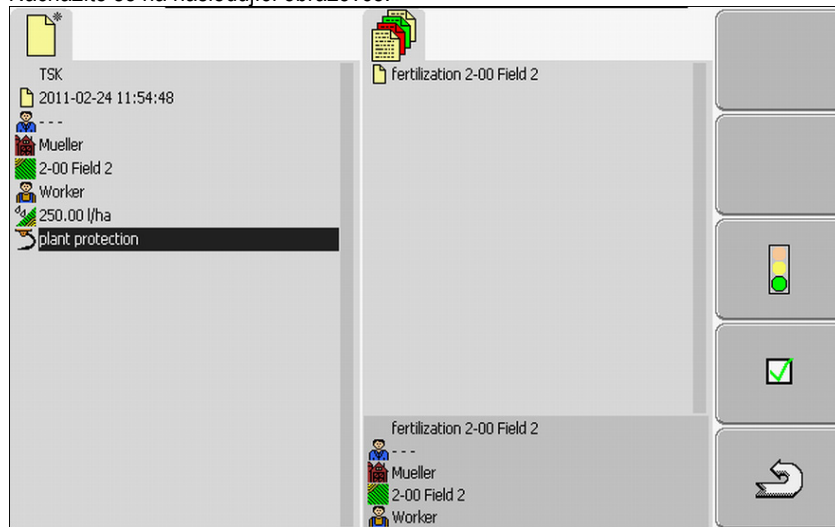 TSK
2011-02-24 11:54:48
---
Mueller
2-00 Field 2
Worker
250.00 l/ha
plant protection
fertilization 2-00 Field 2
fertilization 2-00 Field 2
---
Mueller
2-00 Field 2
Worker